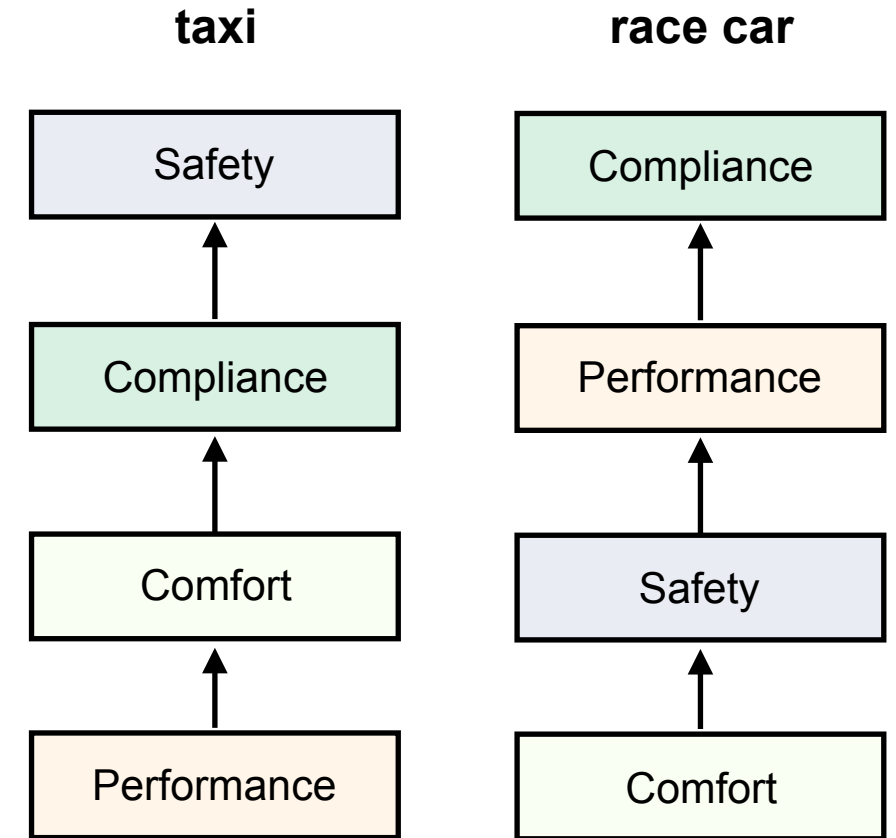 taxi
Safety
Compliance
Comfort
Performance
race car
Compliance
Performance
Safety
Comfort